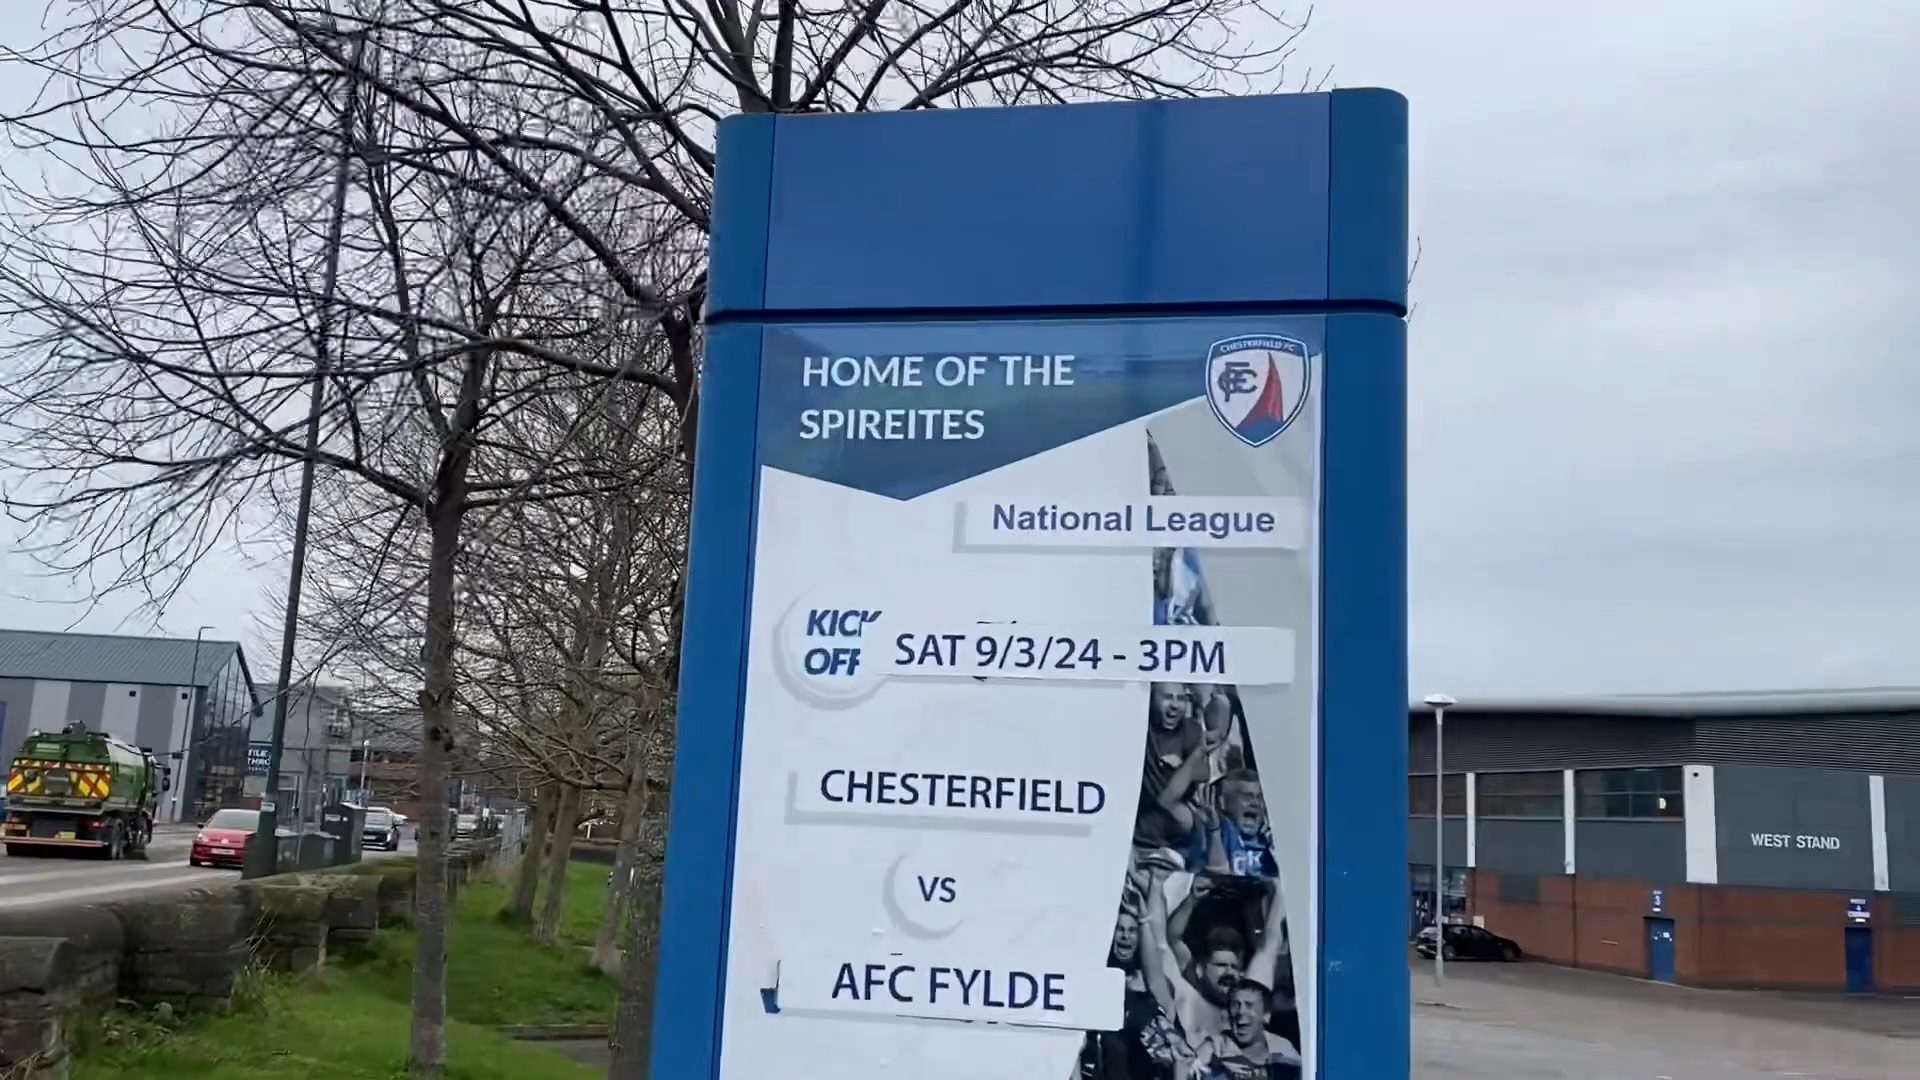 HOME OF THE
SPIREITES
CHESTERFIELD FC
National League
KICK
OFF
SAT 9/3/24 - 3PM
CHESTERFIELD
VS
AFC FYLDE
WEST STAND
3